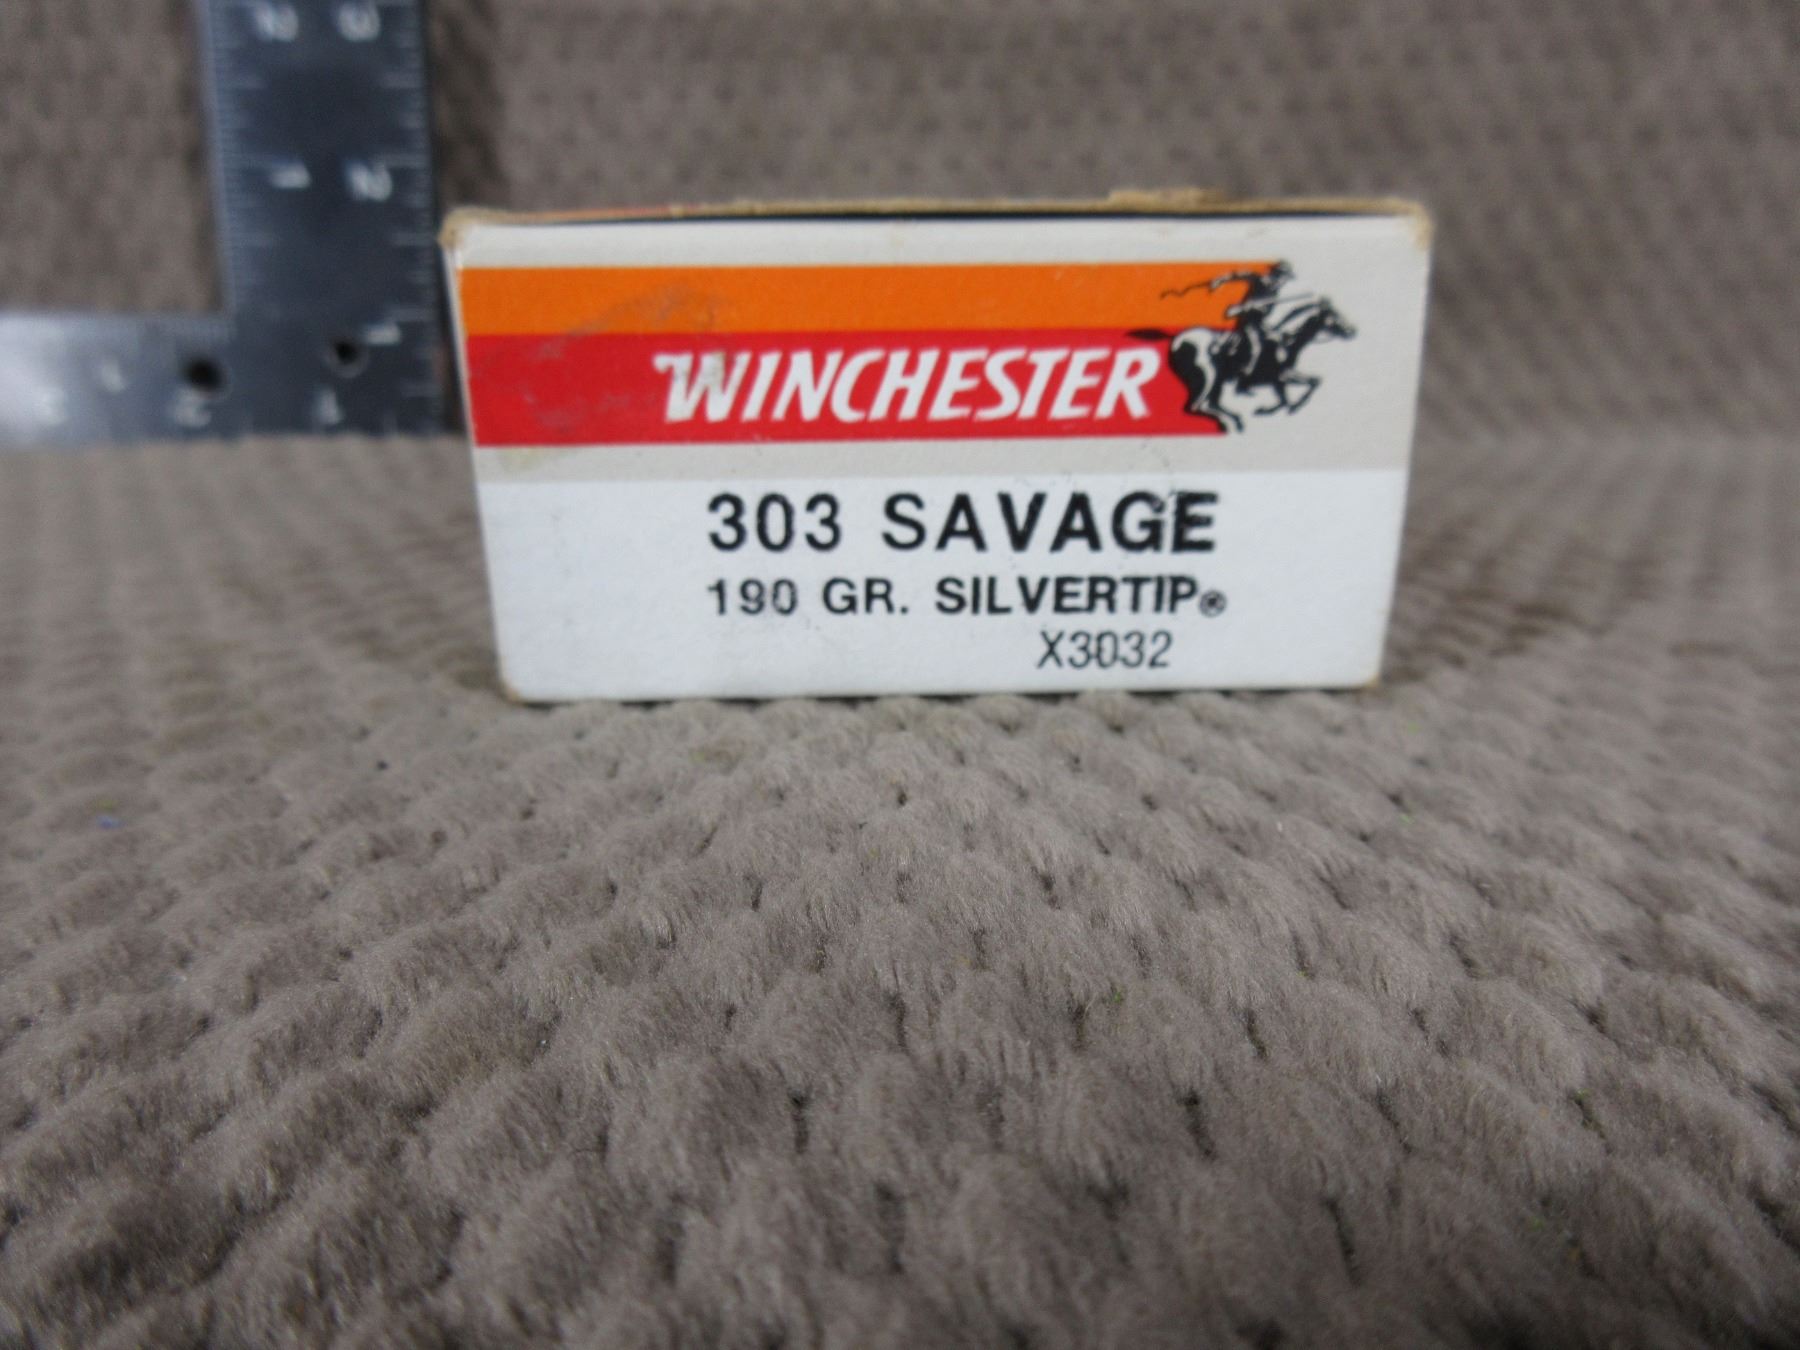 WINCHESTER
303 SAVAGE
190 GR. SILVERTIP®
X3032